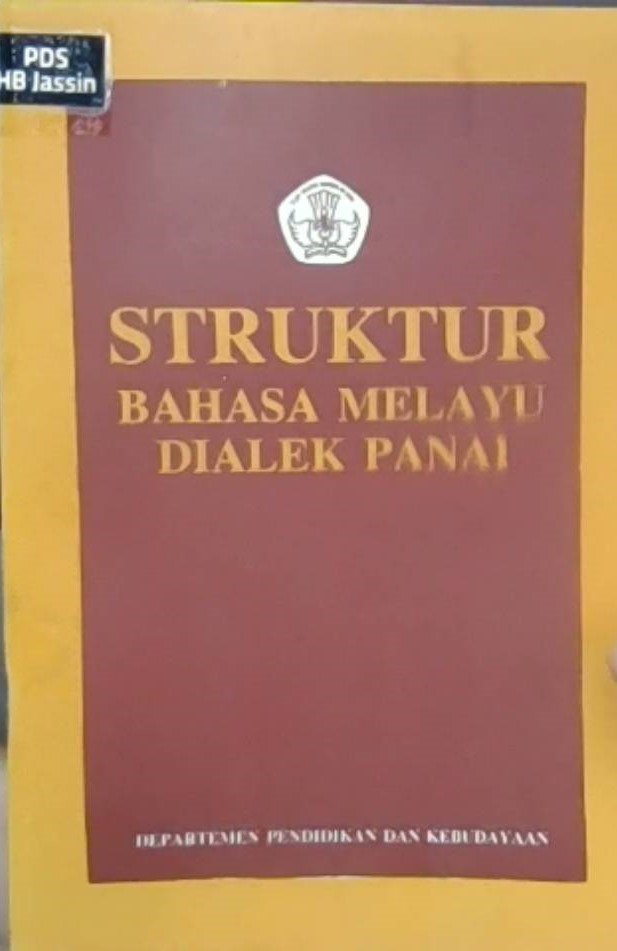 PDS
HB Jassin
STRUKTUR
BAHASA MELAYU
DIALEK PANAI
DEPARTEMEN PENDIDIKAN DAN KEBUDAYAAN